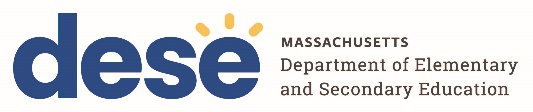 dese
MASSACHUSETTS
Department of Elementary
and Secondary Education